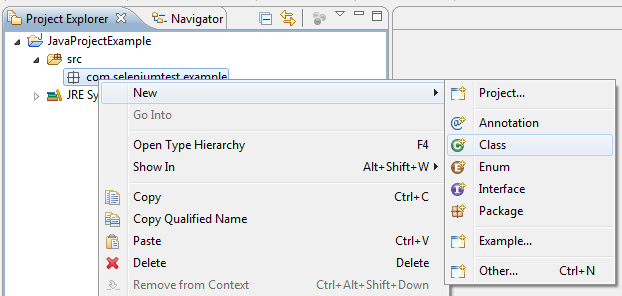 Project Explorer
Navigator
JavaProjectExample
src
com.seleniumtest.example
JRE Sy
New
Go Into
Open Type Hierarchy F4
Show In Alt+Shift+W
Copy Ctrl+C
Copy Qualified Name
Paste Ctrl+V
Delete Delete
Remove from Context Ctrl+Alt+Shift+Down
Project...
Annotation
Class
Enum
Interface
Package
Example...
Other... Ctrl+N